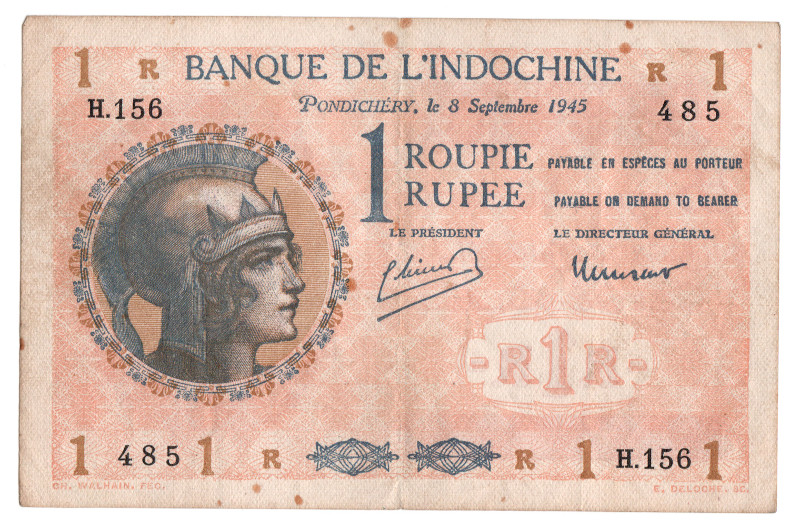 1 R BANQUE DE L'INDOCHINE R 1
H.156 PONDICHÉRY, le 8 Septembre 1945 485
1 ROUPIE PAYABLE EN ESPÈCES AU PORTEUR
RUPEE PAYABLE ON DEMAND TO BEARER
LE PRÉSIDENT LE DIRECTEUR GÉNÉRAL
-R1R-
1 485 1 R R 1 H.156 1
CH. WALHAIN. FEC. E. DELOCHE. SC.